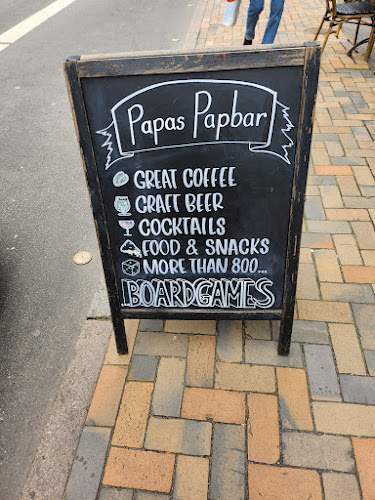 Papas Papbar
GREAT COFFEE
CRAFT BEER
COCKTAILS
FOOD & SNACKS
MORE THAN 800...
BOARDGAMES